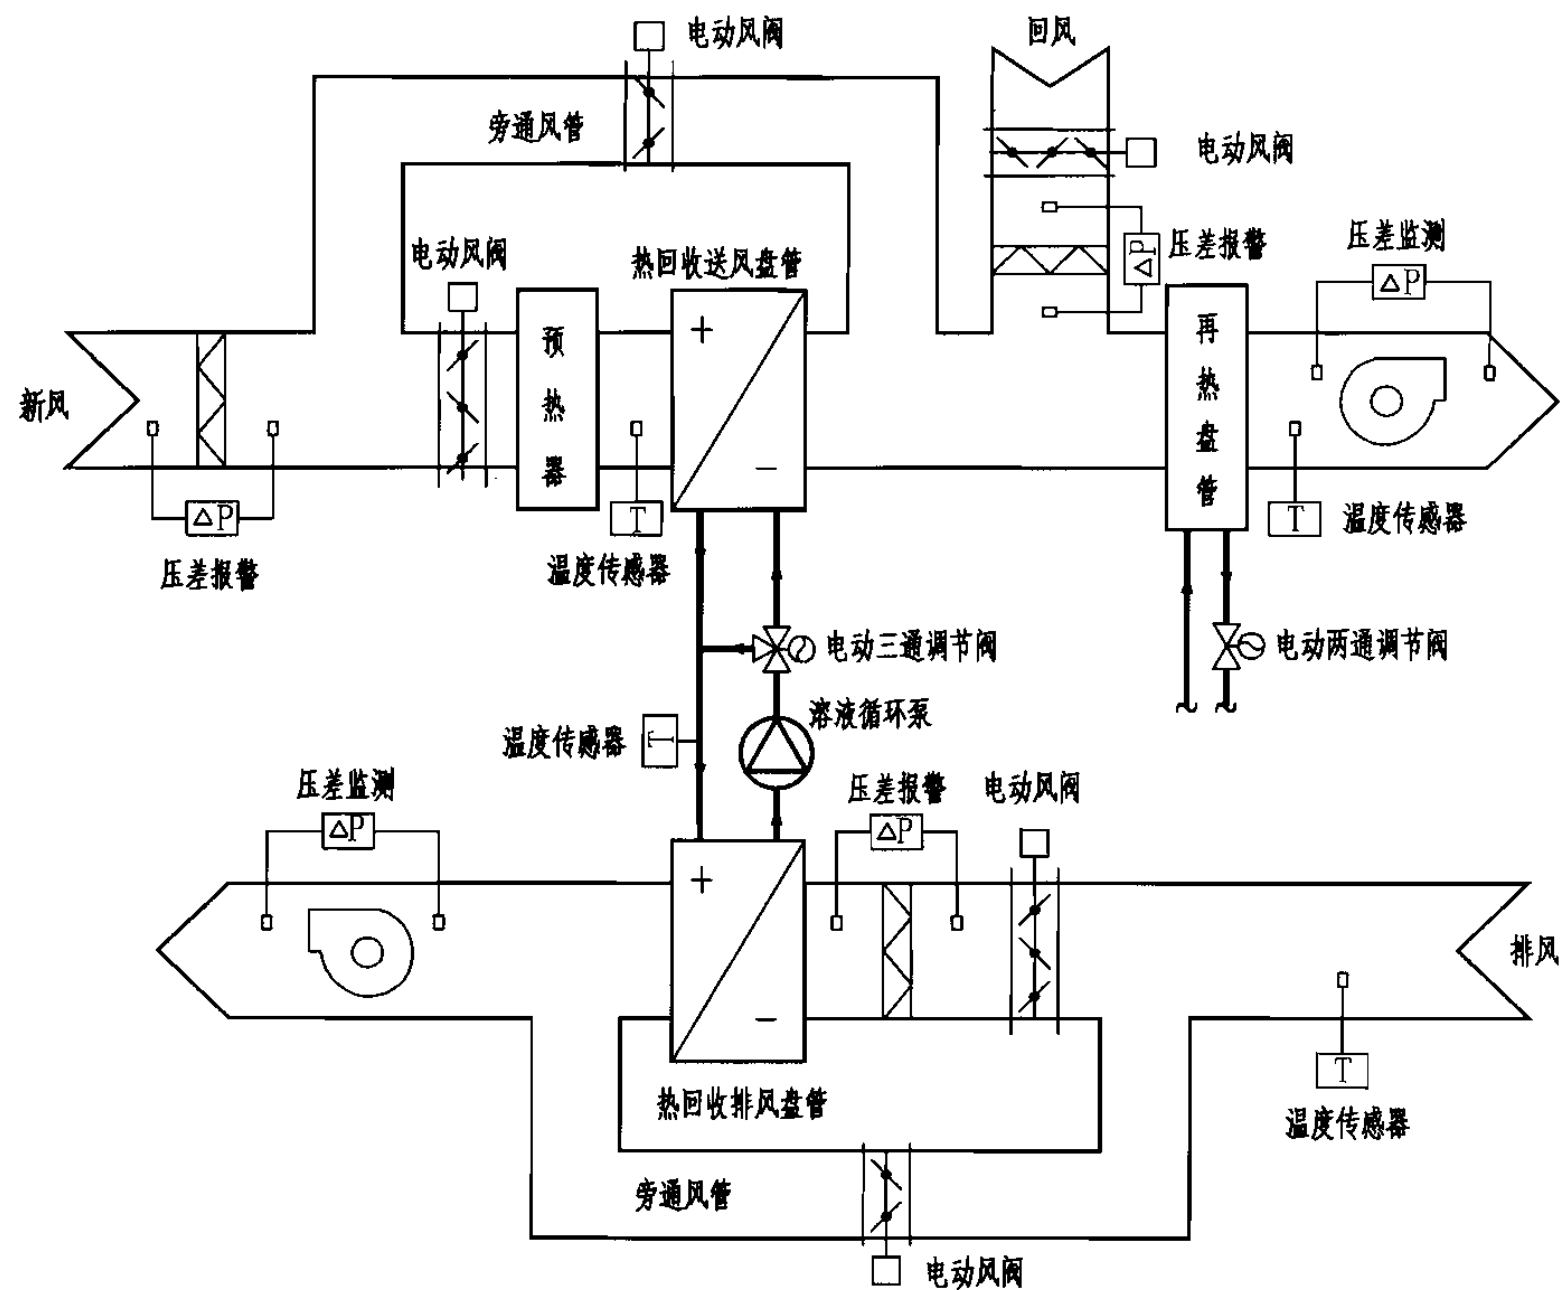 电动风阀
回风
旁通风管
电动风阀
电动风阀
热回收送风盘管
ΔP
压差报警
压差监测
ΔP
预热器
+
-
再热盘管
新风
ΔP
压差报警
T
温度传感器
T
温度传感器
电动三通调节阀
电动两通调节阀
溶液循环泵
温度传感器
T
压差监测
ΔP
压差报警
ΔP
电动风阀
+
-
排风
T
温度传感器
热回收排风盘管
旁通风管
电动风阀